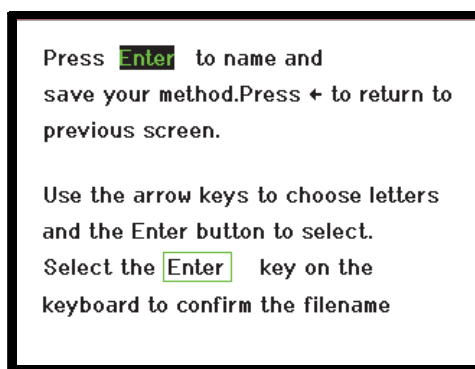 Press Enter to name and
save your method.Press ← to return to
previous screen.
Use the arrow keys to choose letters
and the Enter button to select.
Select the Enter key on the
keyboard to confirm the filename